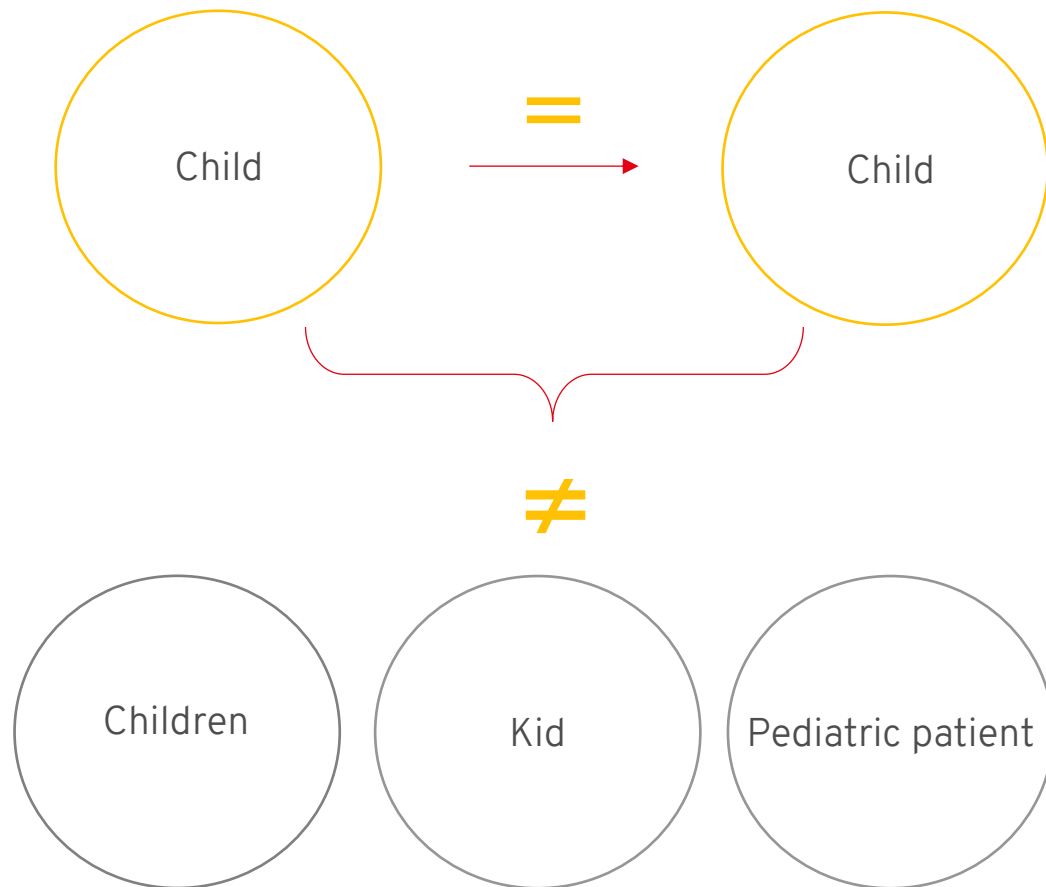 =
Child
Child
≠
Children
Kid
Pediatric patient